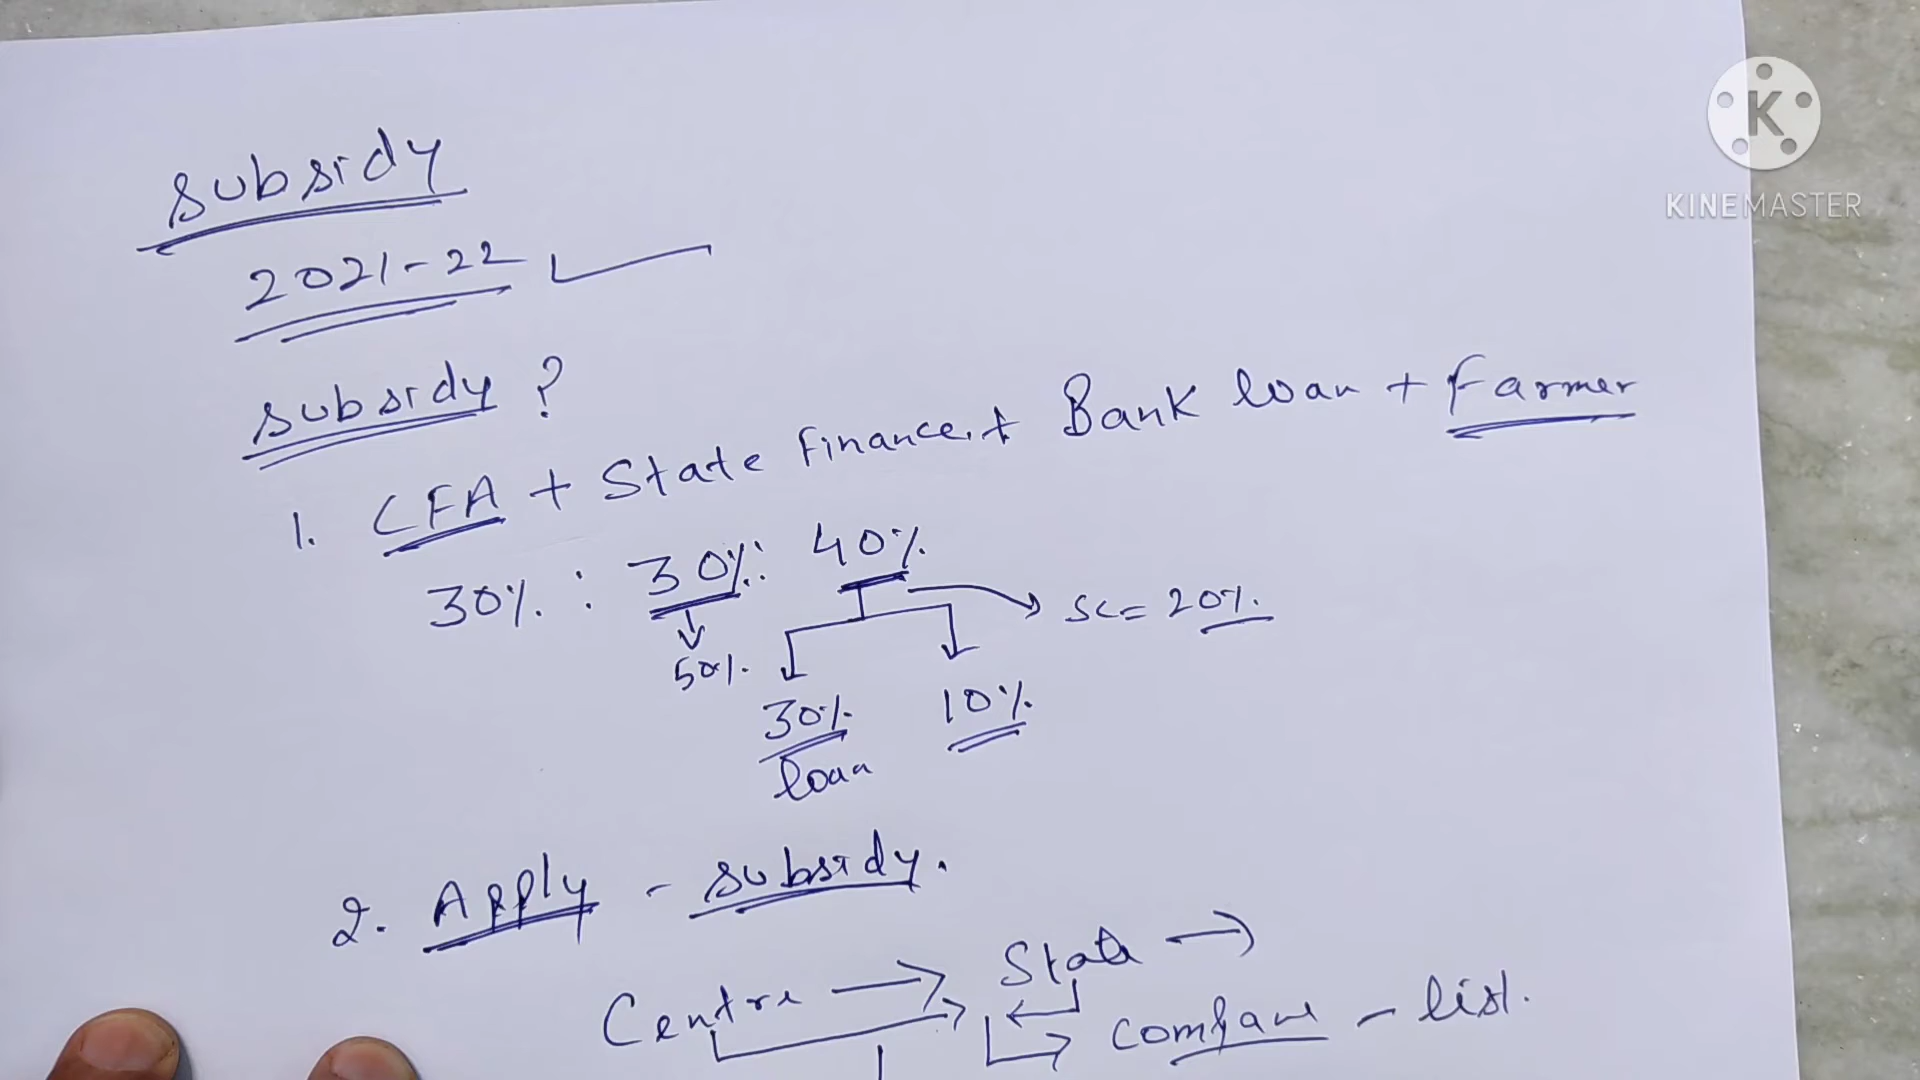 subsidy
2021-22
subsidy ?
1. CFA + State Finance + Bank loan + Farmer
30% : 30% : 40%
50%
SC = 20%
30% 10%
loan
2. Apply - subsidy.
Centre → State →
compare - list.
K
KINEMASTER